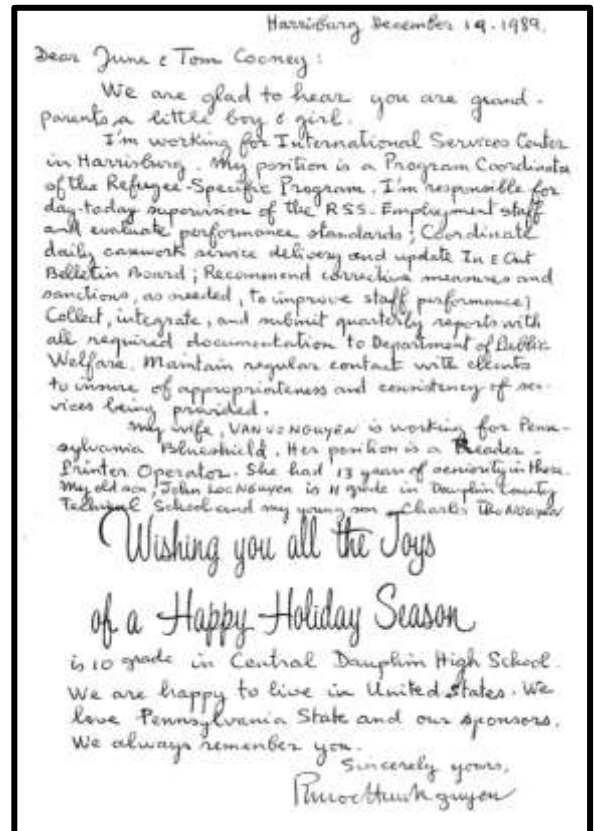 Harrisburg December 19. 1989.
Dear June & Tom Cooney :
We are glad to hear you are grand-
parents, a little boy & girl.
I'm working for International Services Center
in Harrisburg. My position is a Program Coordinator
of the Refugee-Specific Program. I'm responsible for
day-today supervision of the RSS. Employment staff
and evaluate performance standards ; Coordinate
daily casework service delivery and update In & Out
Bulletin Board ; Recommend corrective measures and
sanctions, as needed, to improve staff performance ;
Collect, integrate, and submit quarterly reports with
all required documentation to Department of Public
Welfare. Maintain regular contact with clients
to insure of appropriateness and consistency of ser-
vices being provided.
My wife, VAN VO NGUYEN is working for Penn-
sylvania Blueshield. Her position is a Reader -
Printer Operator. She had 13 years of seniority in there.
My old son, John Loc NGUYEN is 11 grade in Dauphin County
Technical School and my young son Charles The NGUYEN
Wishing you all the Joys
of a Happy Holiday Season
is 10 grade in Central Dauphin High School.
We are happy to live in United States. We
love Pennsylvania State and our sponsors.
We always remember you.
Sincerely yours,